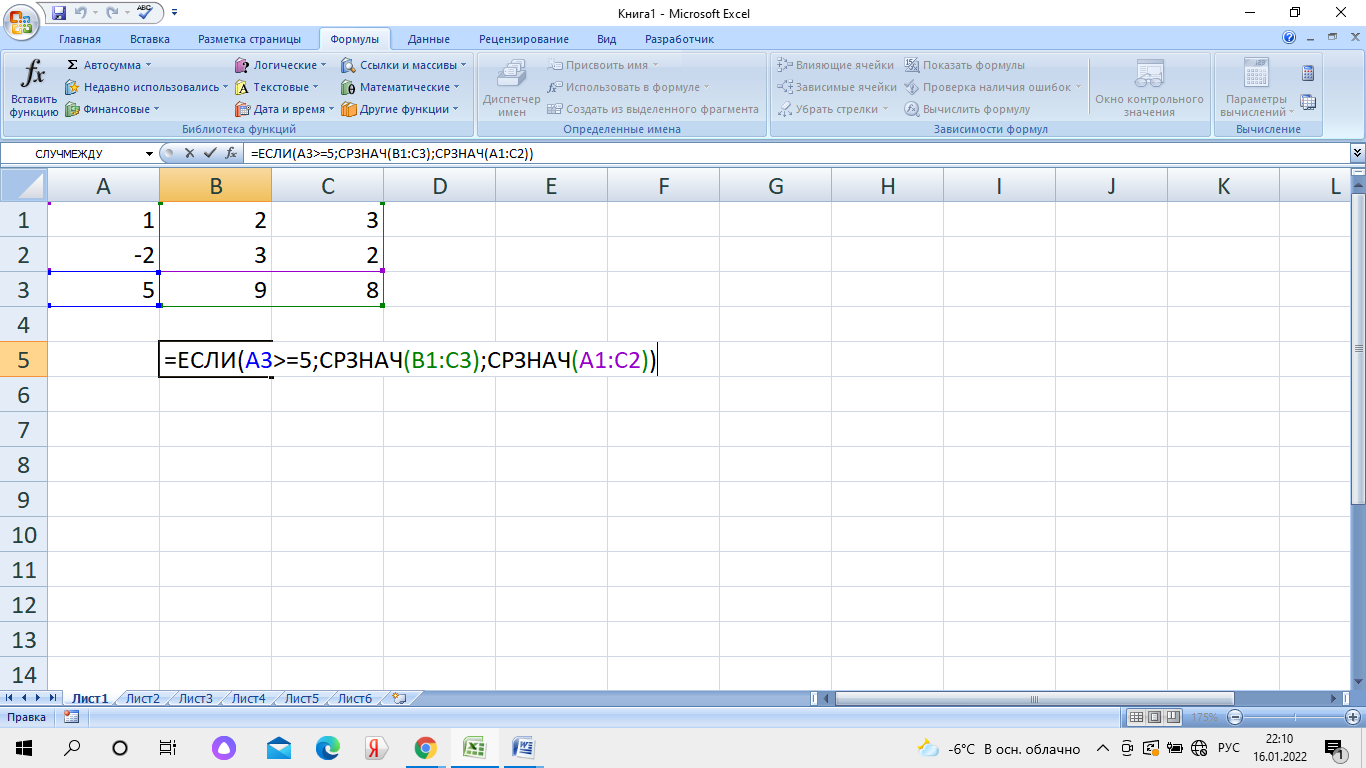 Книга1 - Microsoft Excel
Главная Вставка Разметка страницы Формулы Данные Рецензирование Вид Разработчик
fx Вставить функцию
Σ Автосумма
Недавно использовались
Финансовые
Логические
Текстовые
Дата и время
Ссылки и массивы
Математические
Другие функции
Библиотека функций
Диспетчер имен
Присвоить имя
Использовать в формуле
Создать из выделенного фрагмента
Определенные имена
Влияющие ячейки
Зависимые ячейки
Убрать стрелки
Показать формулы
Проверка наличия ошибок
Вычислить формулу
Окно контрольного значения
Зависимости формул
Параметры вычислений
Вычисление
СЛУЧМЕЖДУ fx =ЕСЛИ(A3>=5;СРЗНАЧ(B1:C3);СРЗНАЧ(A1:C2))
A B C D E F G H I J K L
1 1 2 3
2 -2 3 2
3 5 9 8
4
5 =ЕСЛИ(A3>=5;СРЗНАЧ(B1:C3);СРЗНАЧ(A1:C2))
6
7
8
9
10
11
12
13
14
Лист1 Лист2 Лист3 Лист4 Лист5 Лист6
Правка 175%
-6°C В осн. облачно РУС 22:10
16.01.2022 1